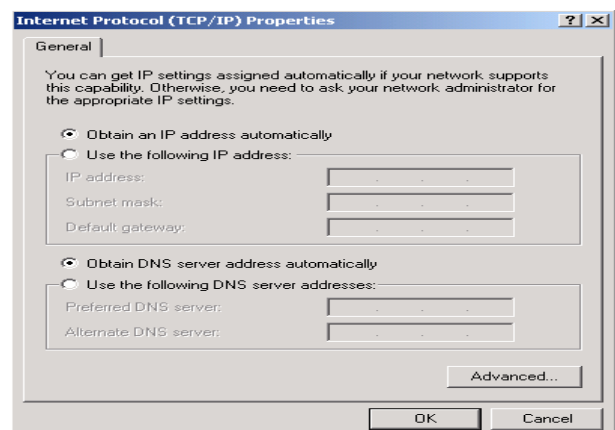 Internet Protocol (TCP/IP) Properties
General
You can get IP settings assigned automatically if your network supports
this capability. Otherwise, you need to ask your network administrator for
the appropriate IP settings.
Obtain an IP address automatically
Use the following IP address:
IP address:
Subnet mask:
Default gateway:
Obtain DNS server address automatically
Use the following DNS server addresses:
Preferred DNS server:
Alternate DNS server:
Advanced...
OK
Cancel